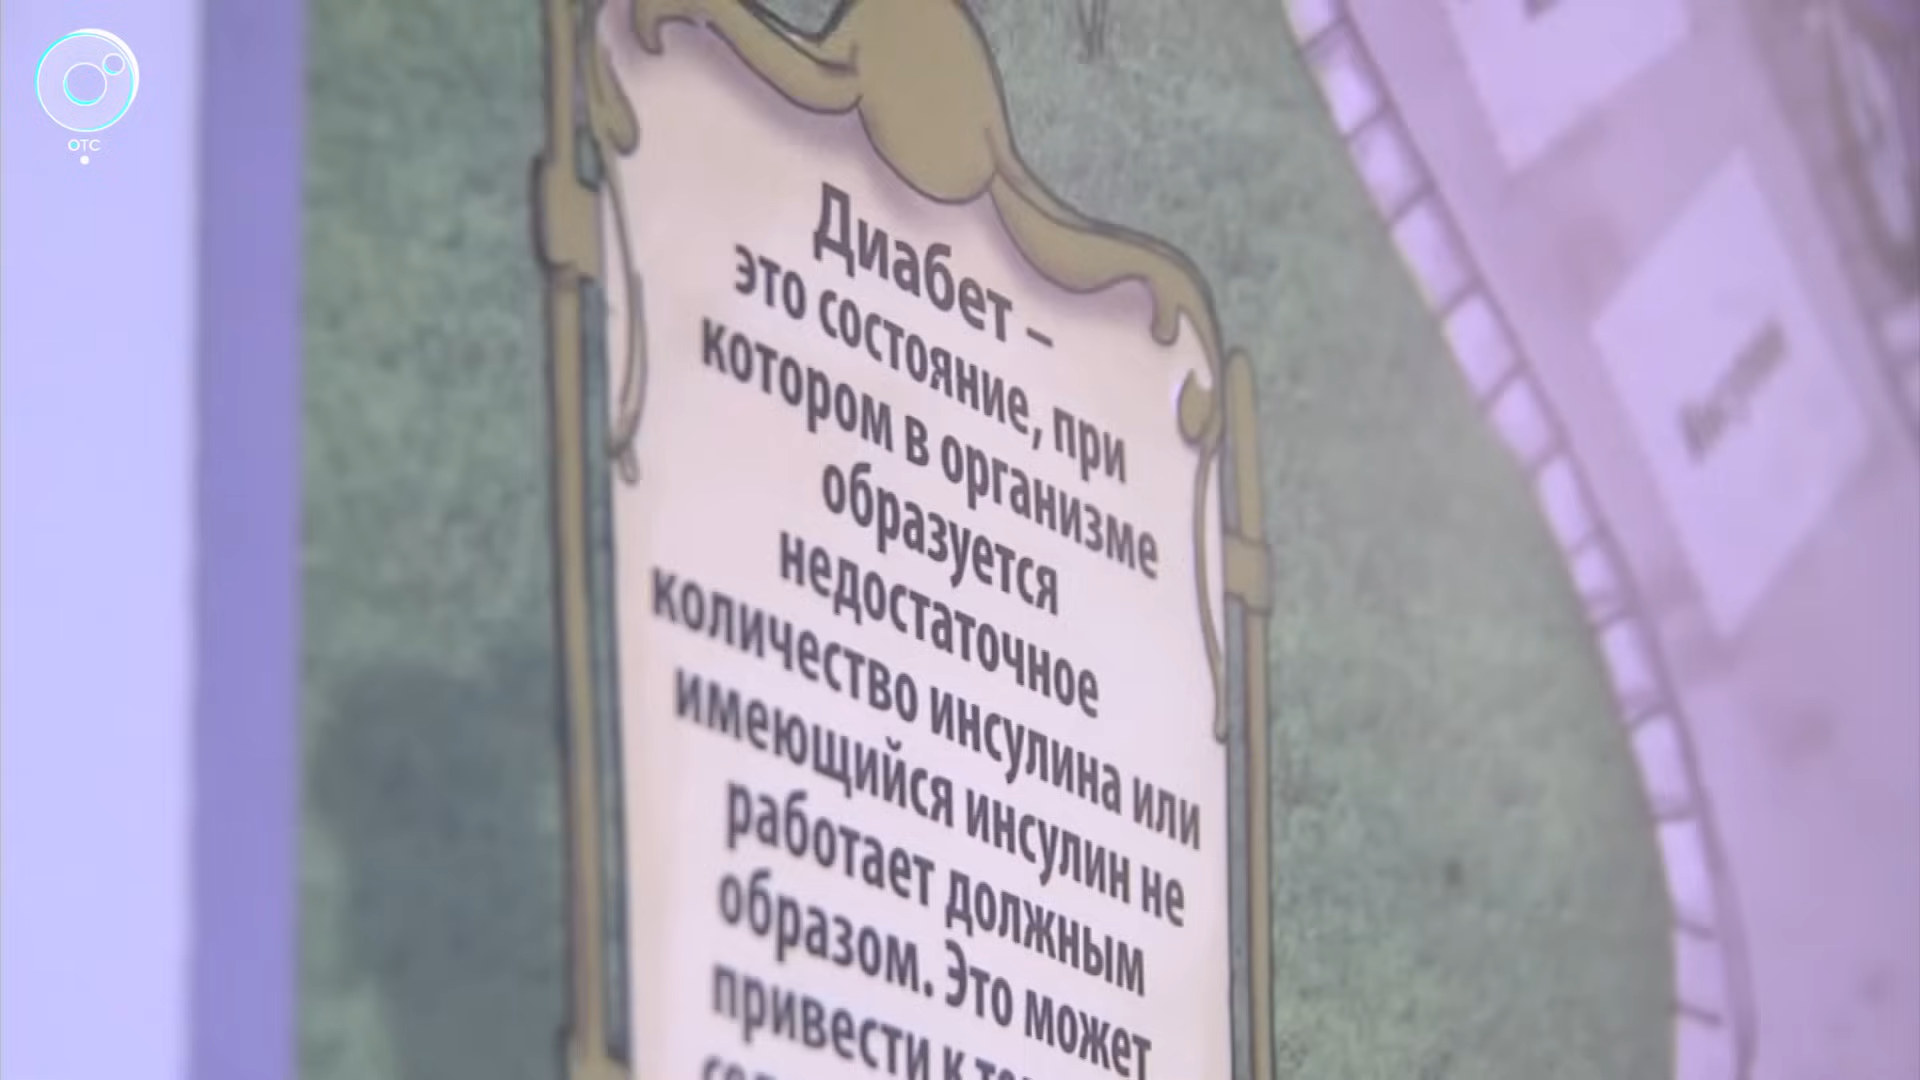 ОТС
Диабет –
это состояние, при
котором в организме
образуется
недостаточное
количество инсулина или
имеющийся инсулин не
работает должным
образом. Это может
привести к